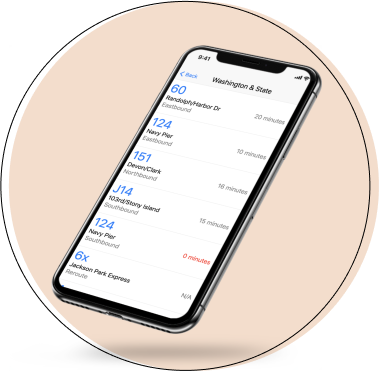 9:41
Back
Washington & State
60
Randolph/Harbor Dr
Eastbound
20 minutes
124
Navy Pier
Eastbound
10 minutes
151
Devon/Clark
Northbound
16 minutes
J14
103rd/Stony Island
Southbound
15 minutes
124
Navy Pier
Southbound
0 minutes
6x
Jackson Park Express
Reroute
N/A